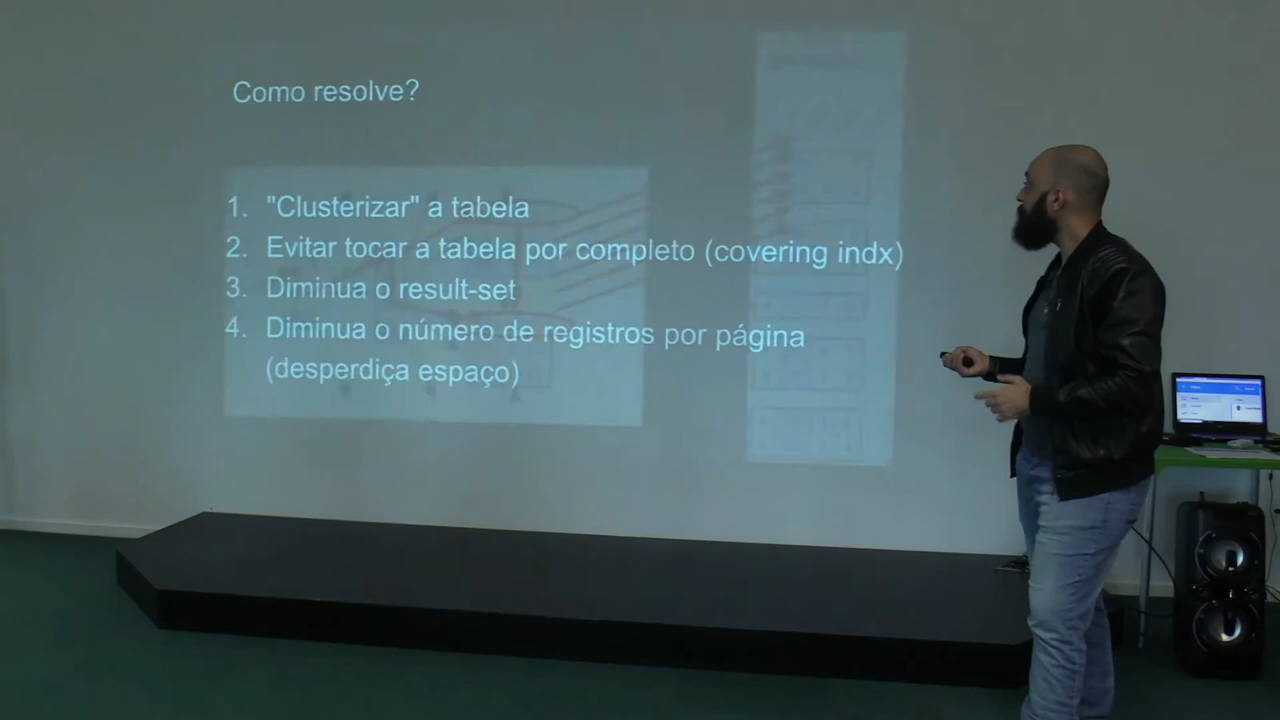 Como resolve?
1. "Clusterizar" a tabela
2. Evitar tocar a tabela por completo (covering indx)
3. Diminua o result-set
4. Diminua o número de registros por página
(desperdiça espaço)